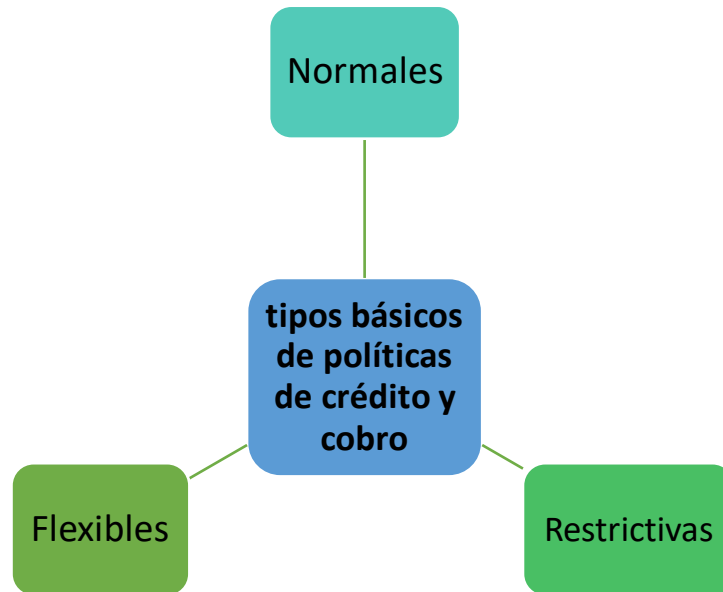 Normales
tipos básicos
de políticas
de crédito y
cobro
Flexibles
Restrictivas